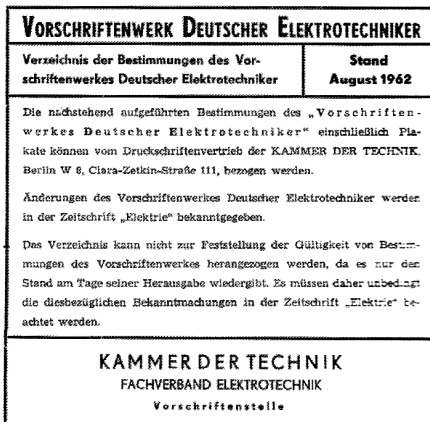 VORSCHRIFTENWERK DEUTSCHER ELEKTROTECHNIKER
Verzeichnis der Bestimmungen des Vor-
schriftenwerkes Deutscher Elektrotechniker
Stand
August 1962
Die nachstehend aufgeführten Bestimmungen des „Vorschriften-
werkes Deutscher Elektrotechniker“ einschließlich Pla-
kate können vom Druckschriftenvertrieb der KAMMER DER TECHNIK,
Berlin W 8, Clara-Zetkin-Straße 111, bezogen werden.
Änderungen des Vorschriftenwerkes Deutscher Elektrotechniker werden
in der Zeitschrift „Elektrie“ bekanntgegeben.
Das Verzeichnis kann nicht zur Feststellung der Gültigkeit von Bestim-
mungen des Vorschriftenwerkes herangezogen werden, da es nur den
Stand am Tage seiner Herausgabe wiedergibt. Es müssen daher unbedingt
die diesbezüglichen Bekanntmachungen in der Zeitschrift „Elektrie“ be-
achtet werden.
KAMMER DER TECHNIK
FACHVERBAND ELEKTROTECHNIK
Vorschriftenstelle